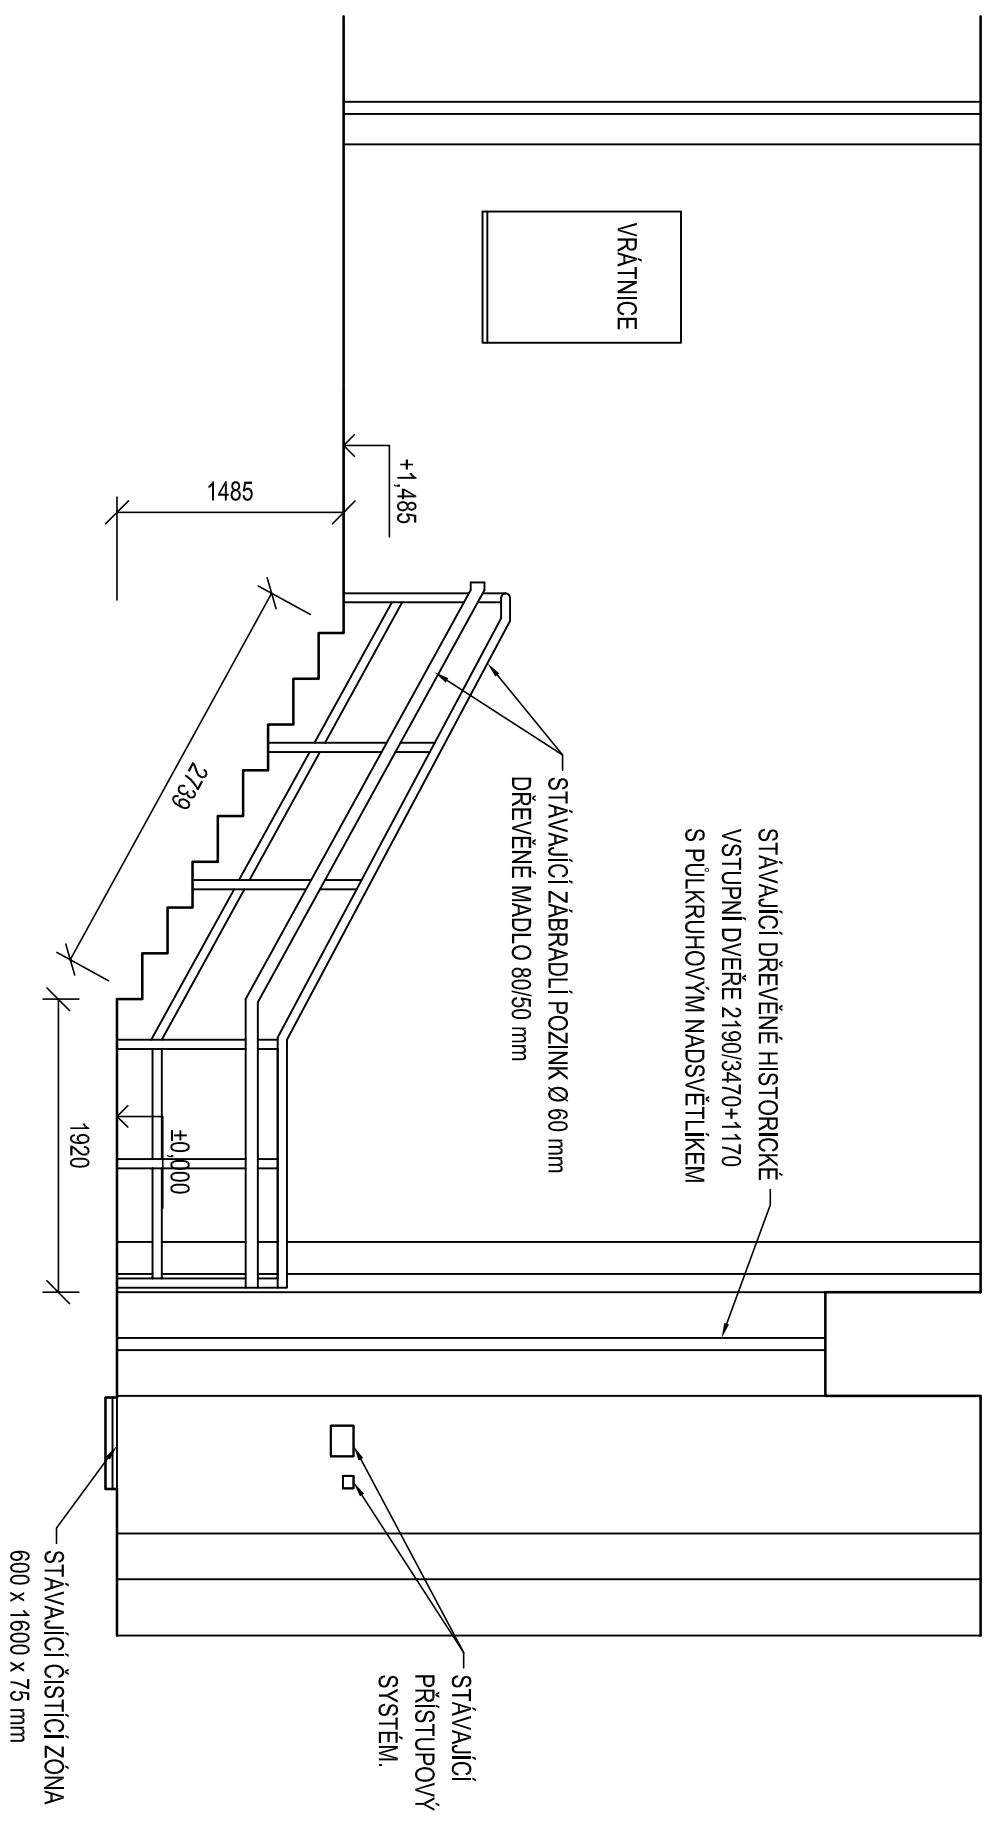 VRÁTNICE
+1,485
1485
2739
STÁVAJÍCÍ ZÁBRADLÍ POZINK Ø 60 mm
DŘEVĚNÉ MADLO 80/50 mm
STÁVAJÍCÍ DŘEVĚNÉ HISTORICKÉ
VSTUPNÍ DVEŘE 2190/3470+1170
S PŮLKRUHOVÝM NADSVĚTLÍKEM
±0,000
1920
STÁVAJÍCÍ
PŘÍSTUPOVÝ
SYSTÉM.
STÁVAJÍCÍ ČISTÍCÍ ZÓNA
600 x 1600 x 75 mm